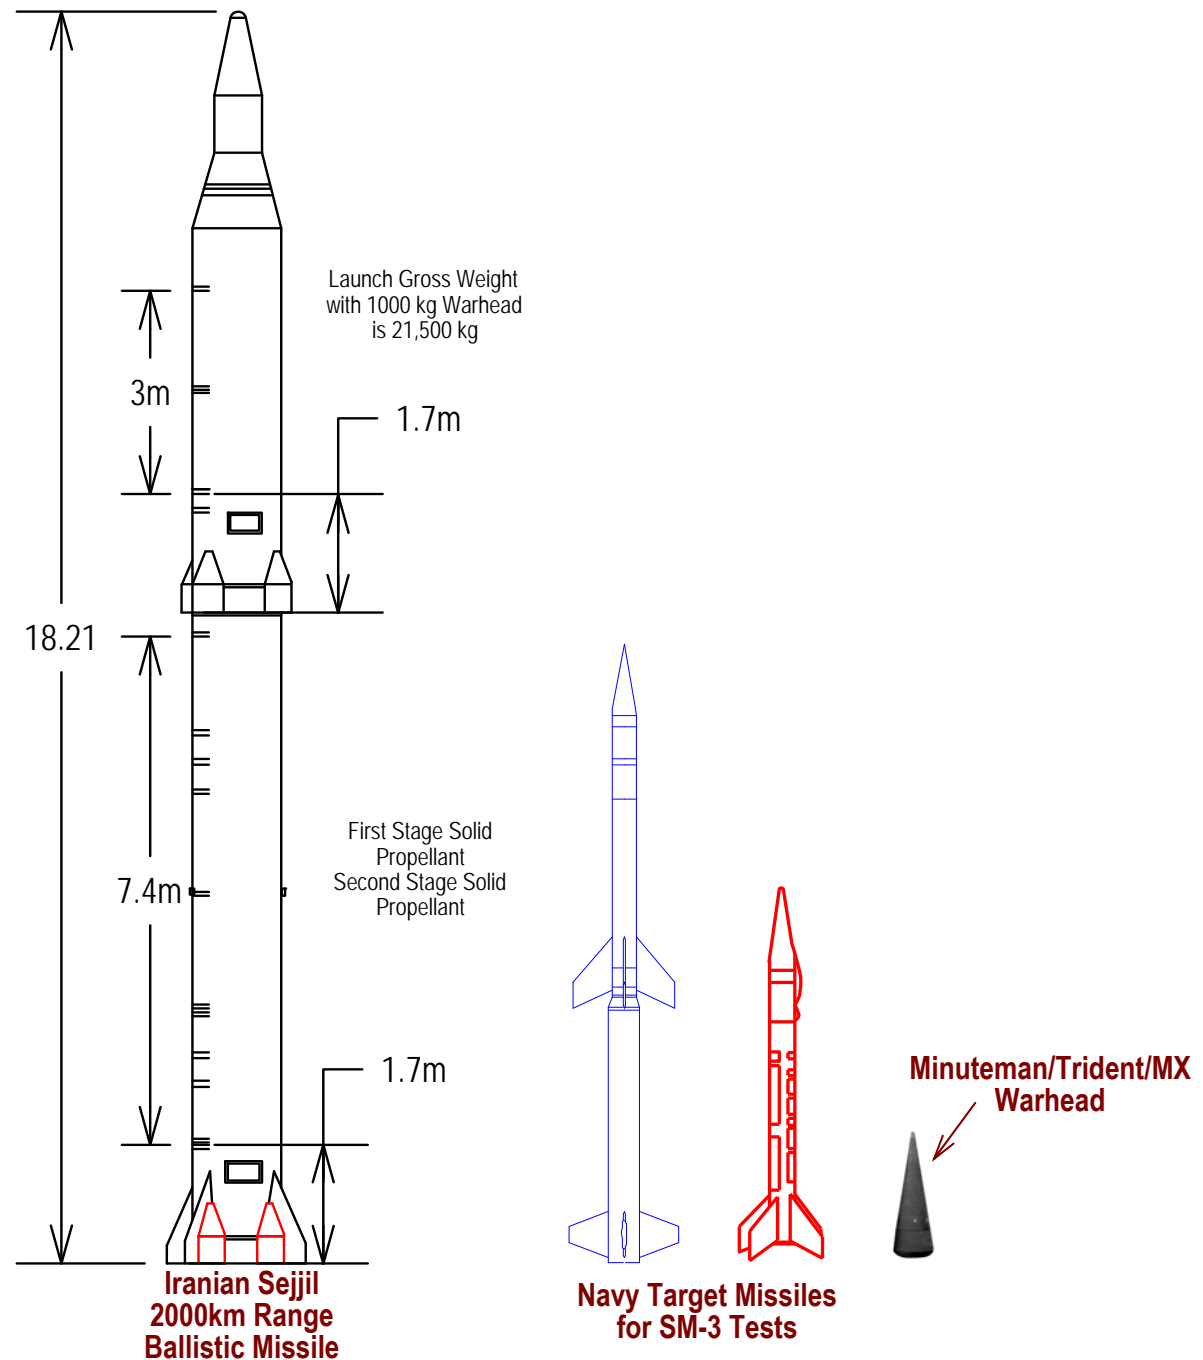 Launch Gross Weight
with 1000 kg Warhead
is 21,500 kg
3m
1.7m
18.21
First Stage Solid
Propellant
Second Stage Solid
Propellant
7.4m
1.7m
Minuteman/Trident/MX
Warhead
Iranian Sejjil
2000km Range
Ballistic Missile
Navy Target Missiles
for SM-3 Tests